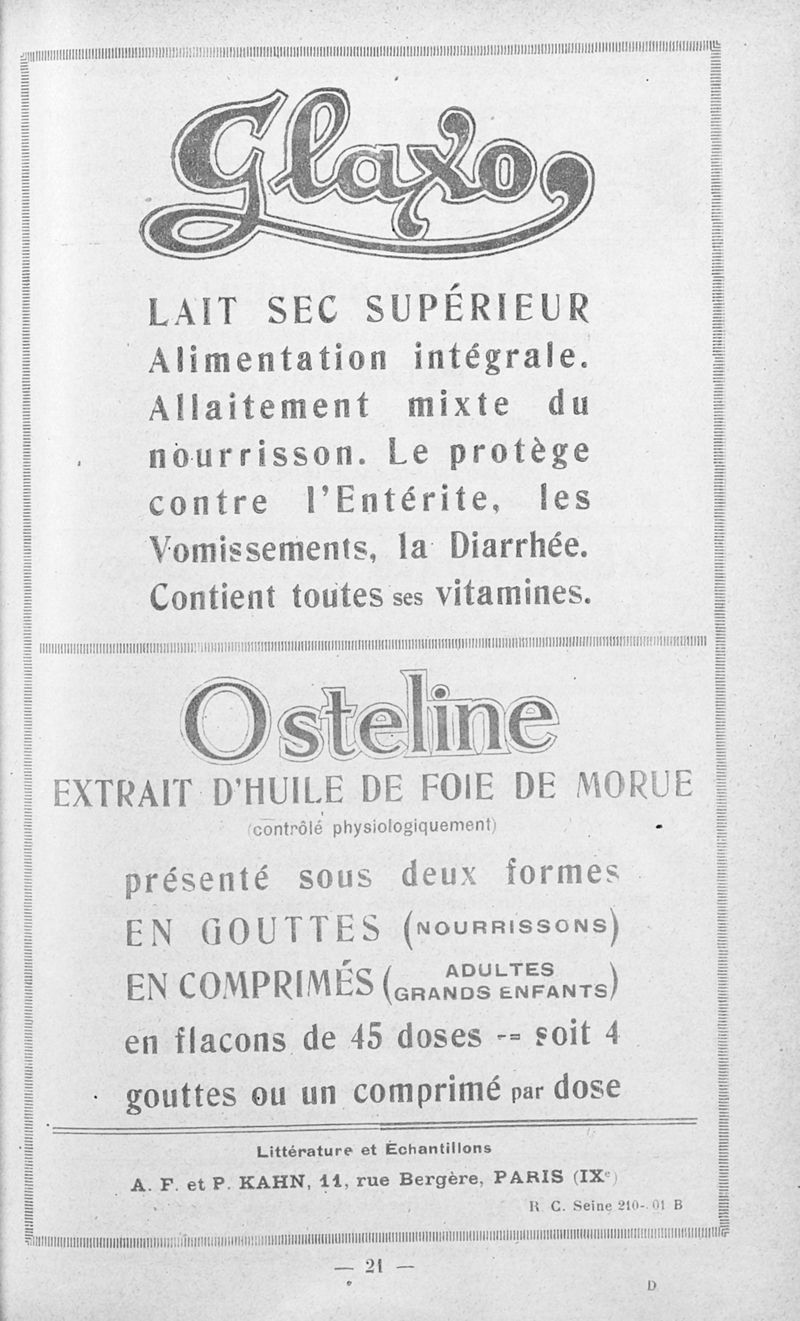 Glaxo
LAIT SEC SUPÉRIEUR
Alimentation intégrale.
Allaitement mixte du
nourrisson. Le protège
contre l'Entérite, les
Vomissements, la Diarrhée.
Contient toutes ses vitamines.
Osteline
EXTRAIT D'HUILE DE FOIE DE MORUE
(contrôlé physiologiquement)
présenté sous deux formes
EN GOUTTES (NOURRISSONS)
EN COMPRIMÉS (ADULTES
GRANDS ENFANTS)
en flacons de 45 doses -- soit 4
gouttes ou un comprimé par dose
Littérature et Échantillons
A. F. et P. KAHN, 11, rue Bergère, PARIS (IXe)
R. C. Seine 210-.01 B
— 21 —
D